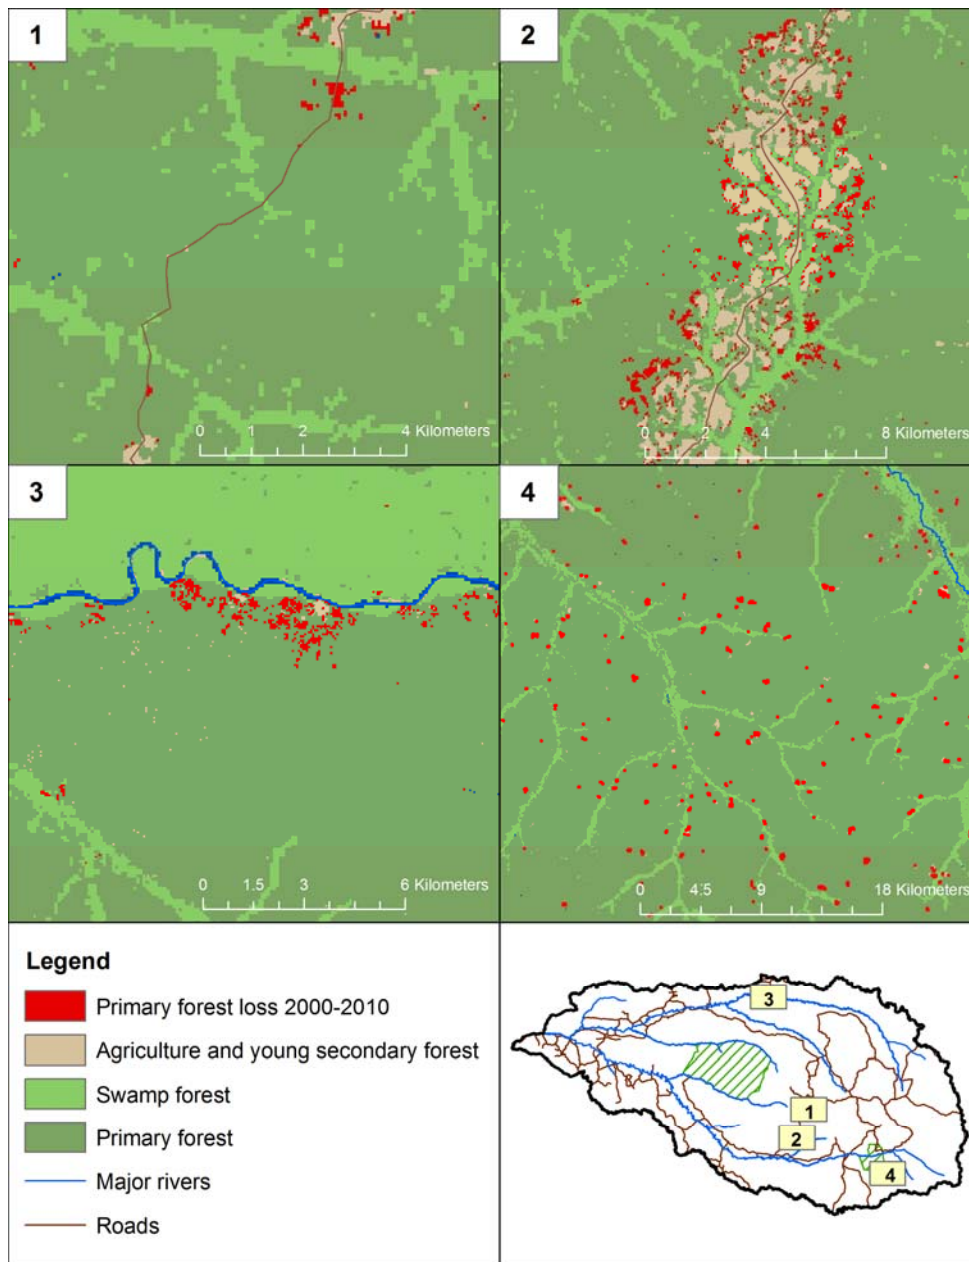 1
2
0 1 2 4 Kilometers
0 2 4 8 Kilometers
3
4
0 1.5 3 6 Kilometers
0 4.5 9 18 Kilometers
Legend
Primary forest loss 2000-2010
Agriculture and young secondary forest
Swamp forest
Primary forest
Major rivers
Roads
3
1
2
4